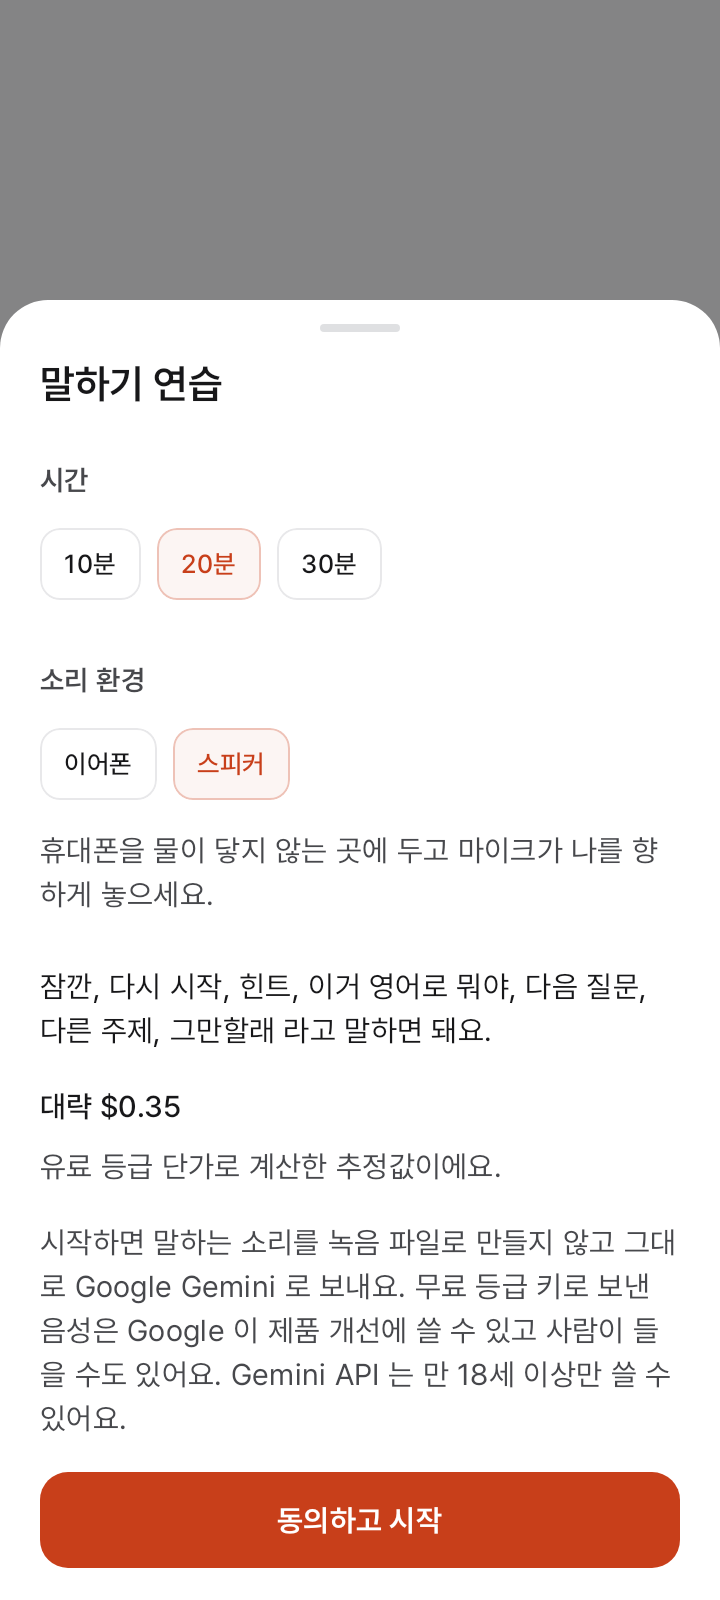 말하기 연습
시간
10분 20분 30분
소리 환경
이어폰 스피커
휴대폰을 물이 닿지 않는 곳에 두고 마이크가 나를 향
하게 놓으세요.
잠깐, 다시 시작, 힌트, 이거 영어로 뭐야, 다음 질문,
다른 주제, 그만할래 라고 말하면 돼요.
대략 $0.35
유료 등급 단가로 계산한 추정값이에요.
시작하면 말하는 소리를 녹음 파일로 만들지 않고 그대
로 Google Gemini 로 보내요. 무료 등급 키로 보낸
음성은 Google 이 제품 개선에 쓸 수 있고 사람이 들
을 수도 있어요. Gemini API 는 만 18세 이상만 쓸 수
있어요.
동의하고 시작